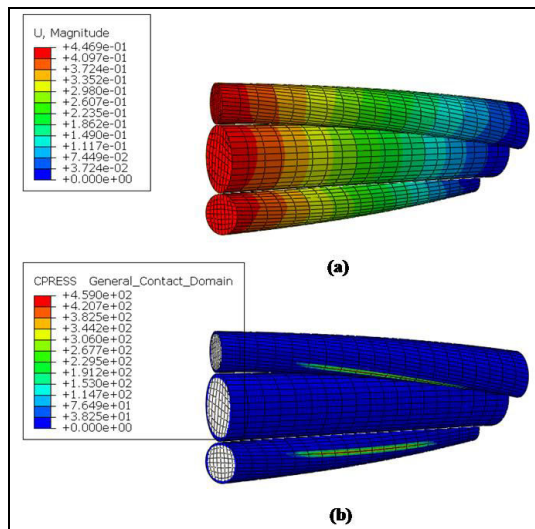 U, Magnitude
+4.469e-01
+4.097e-01
+3.724e-01
+3.352e-01
+2.980e-01
+2.607e-01
+2.235e-01
+1.862e-01
+1.490e-01
+1.117e-01
+7.449e-02
+3.724e-02
+0.000e+00
(a)
CPRESS General_Contact_Domain
+4.590e+02
+4.207e+02
+3.825e+02
+3.442e+02
+3.060e+02
+2.677e+02
+2.295e+02
+1.912e+02
+1.530e+02
+1.147e+02
+7.649e+01
+3.825e+01
+0.000e+00
(b)